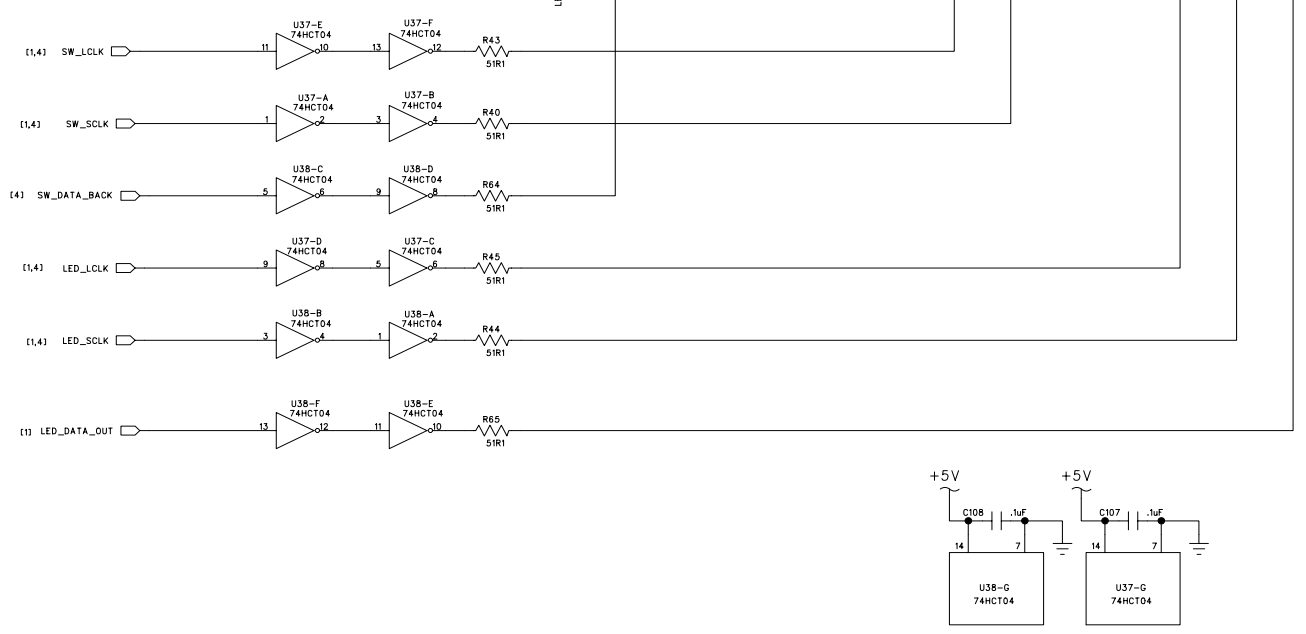 U37-E U37-F
74HCT04 74HCT04
[1,4] SW_LCLK 11 10 13 12 R43
51R1
U37-A U37-B
74HCT04 74HCT04
[1,4] SW_SCLK 1 2 3 4 R40
51R1
U38-C U38-D
74HCT04 74HCT04
[4] SW_DATA_BACK 5 6 9 8 R64
51R1
U37-D U37-C
74HCT04 74HCT04
[1,4] LED_LCLK 9 8 5 6 R45
51R1
U38-B U38-A
74HCT04 74HCT04
[1,4] LED_SCLK 3 4 1 2 R44
51R1
U38-F U38-E
74HCT04 74HCT04
[1] LED_DATA_OUT 13 12 11 10 R65
51R1
+5V +5V
C108 .1uF C107 .1uF
14 7 14 7
U38-G U37-G
74HCT04 74HCT04